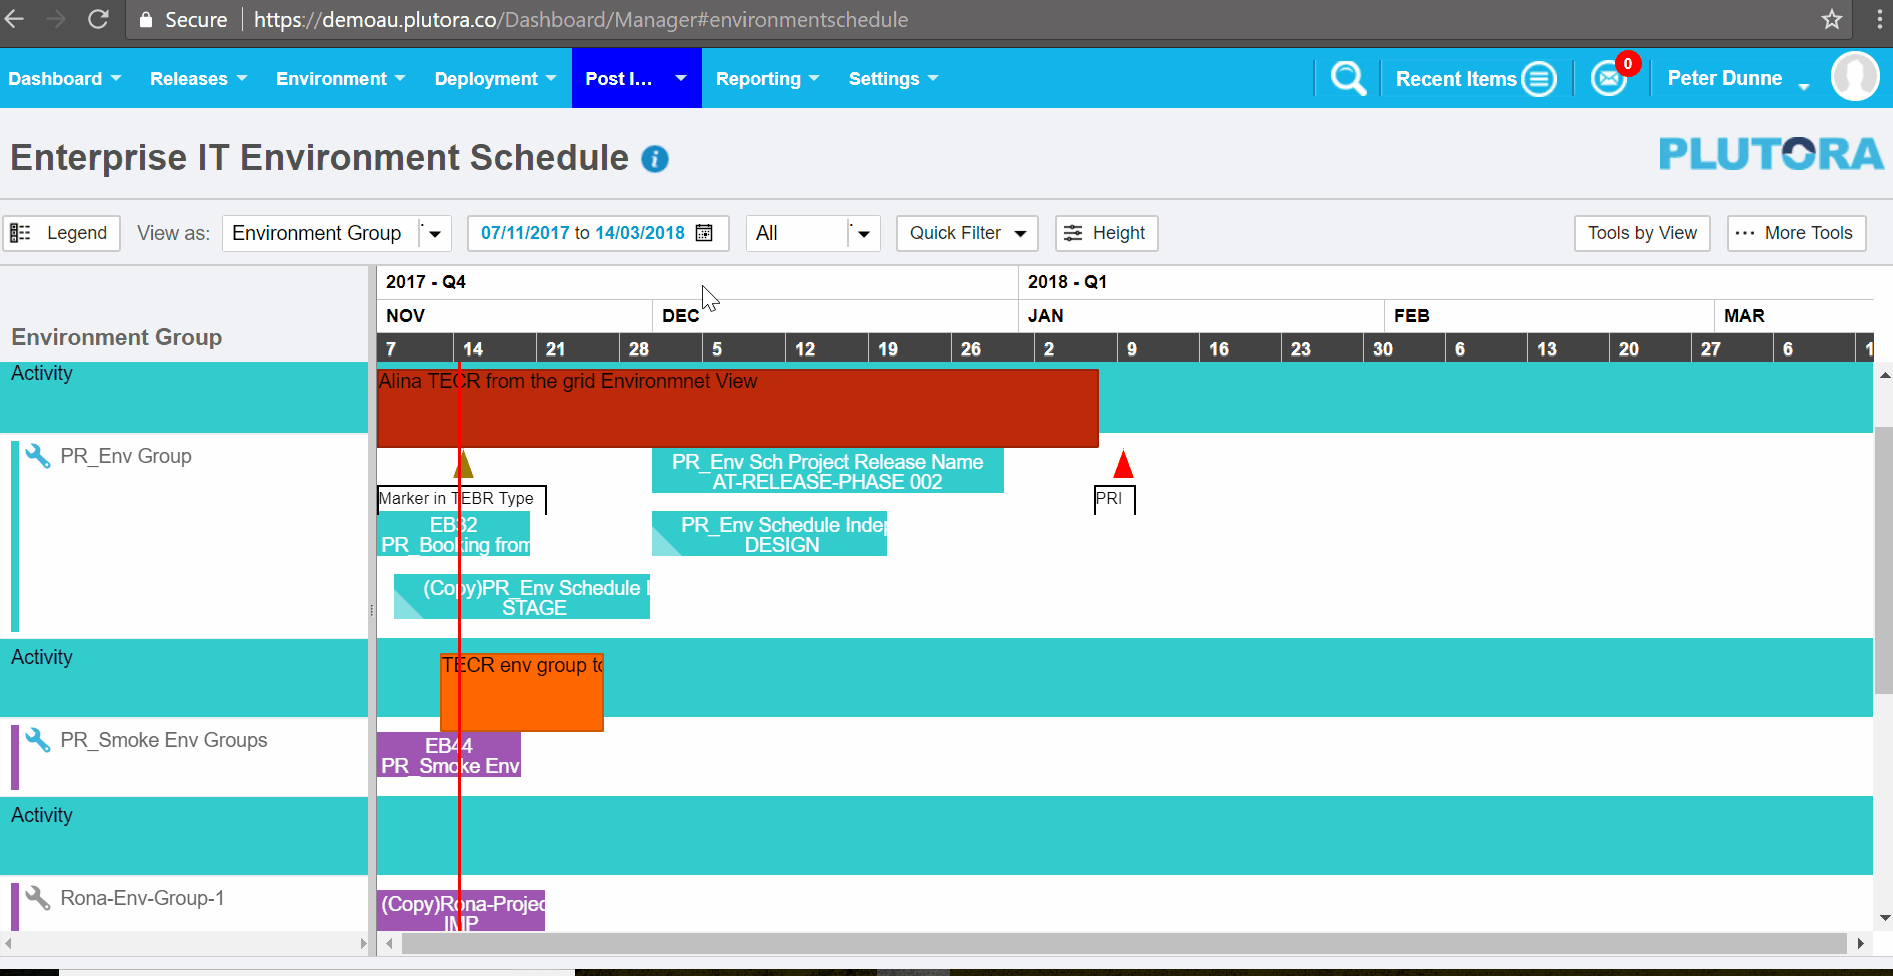 Secure https://demoau.plutora.co/Dashboard/Manager#environmentschedule
Dashboard Releases Environment Deployment Post I... Reporting Settings Recent Items 0 Peter Dunne
Enterprise IT Environment Schedule i PLUTORA
Legend View as: Environment Group 07/11/2017 to 14/03/2018 All Quick Filter Height Tools by View ... More Tools
2017 - Q4 2018 - Q1
NOV DEC JAN FEB MAR
Environment Group
7 14 21 28 5 12 19 26 2 9 16 23 30 6 13 20 27 6 1
Activity
Alina TECR from the grid Environmnet View
PR_Env Group
PR_Env Sch Project Release Name
AT-RELEASE-PHASE 002
Marker in TEBR Type
PRI
EB32
PR_Booking from
PR_Env Schedule Indep
DESIGN
(Copy)PR_Env Schedule I
STAGE
Activity
TECR env group to
PR_Smoke Env Groups
EB44
PR_Smoke Env
Activity
Rona-Env-Group-1
(Copy)Rona-Projec
IMP